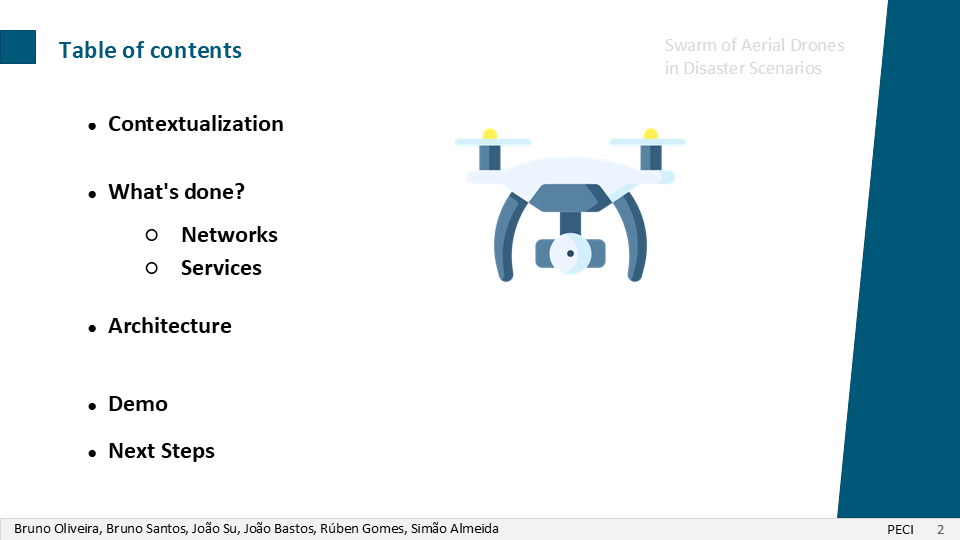 Table of contents
Swarm of Aerial Drones
in Disaster Scenarios
● Contextualization
● What's done?
○ Networks
○ Services
● Architecture
● Demo
● Next Steps
Bruno Oliveira, Bruno Santos, João Su, João Bastos, Rúben Gomes, Simão Almeida
PECI 2